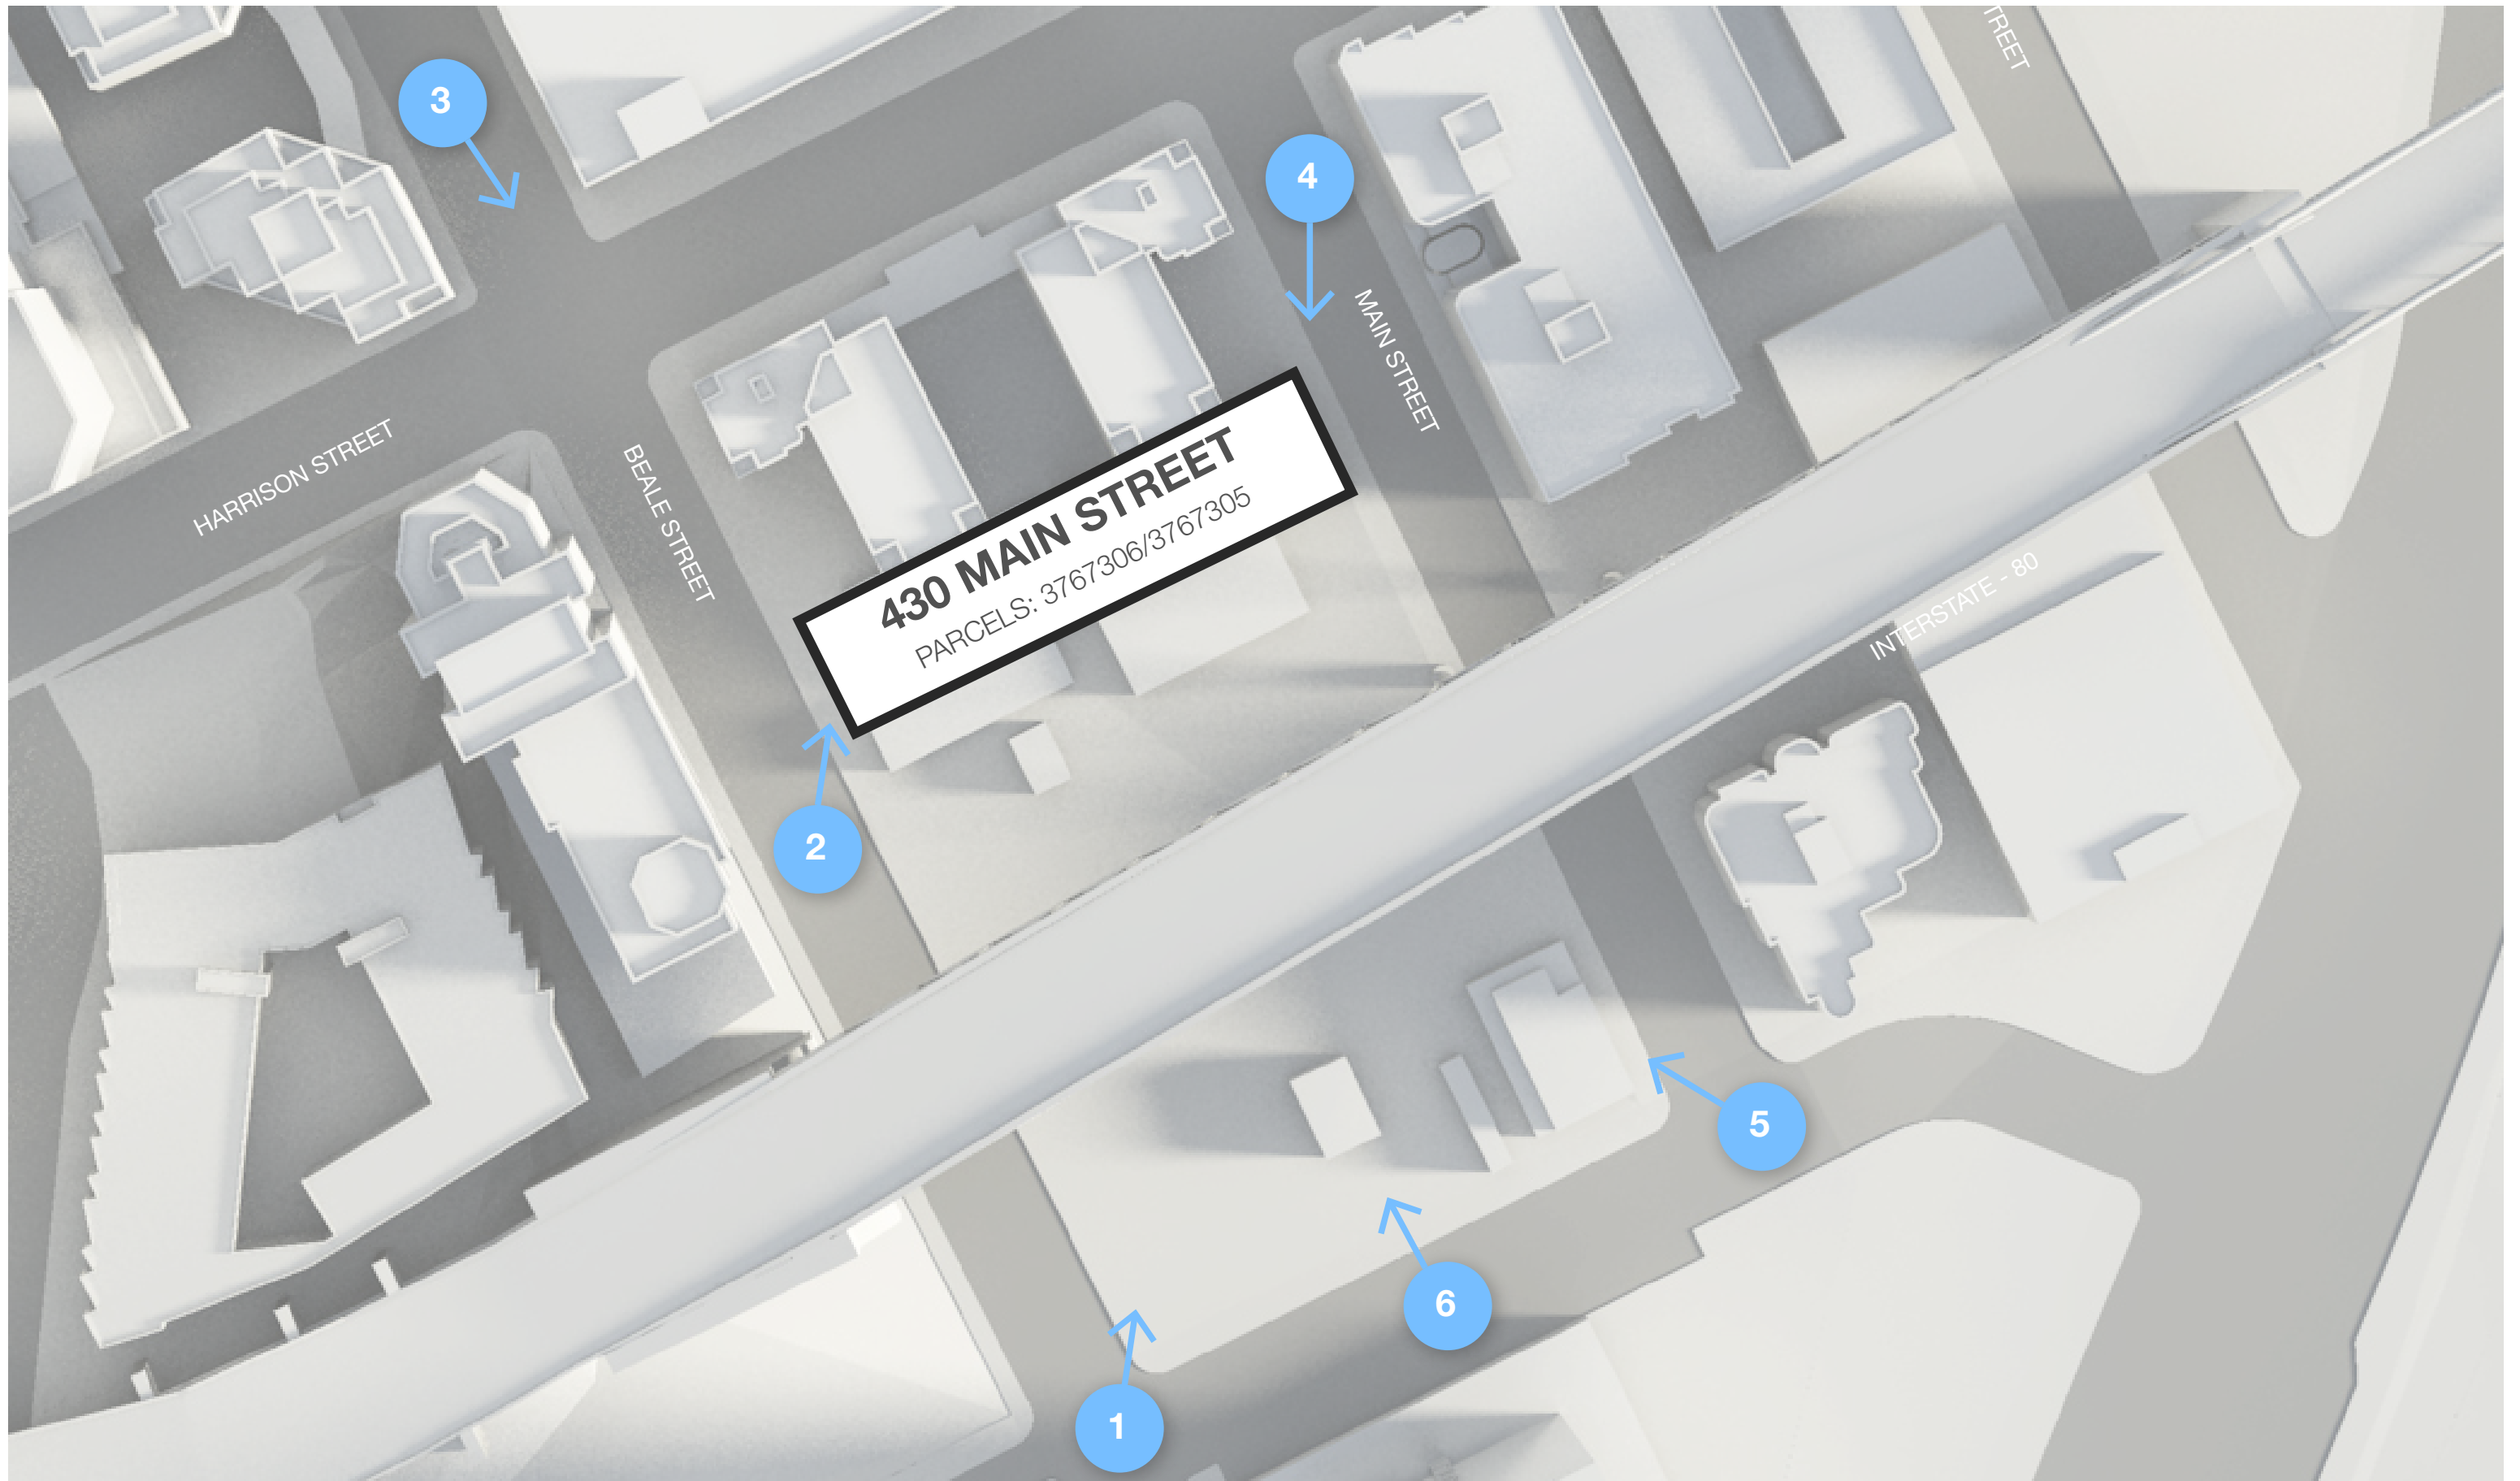 TREET
3
4
MAIN STREET
HARRISON STREET
BEALE STREET
430 MAIN STREET
PARCELS: 3767306/3767305
INTERSTATE - 80
2
5
6
1